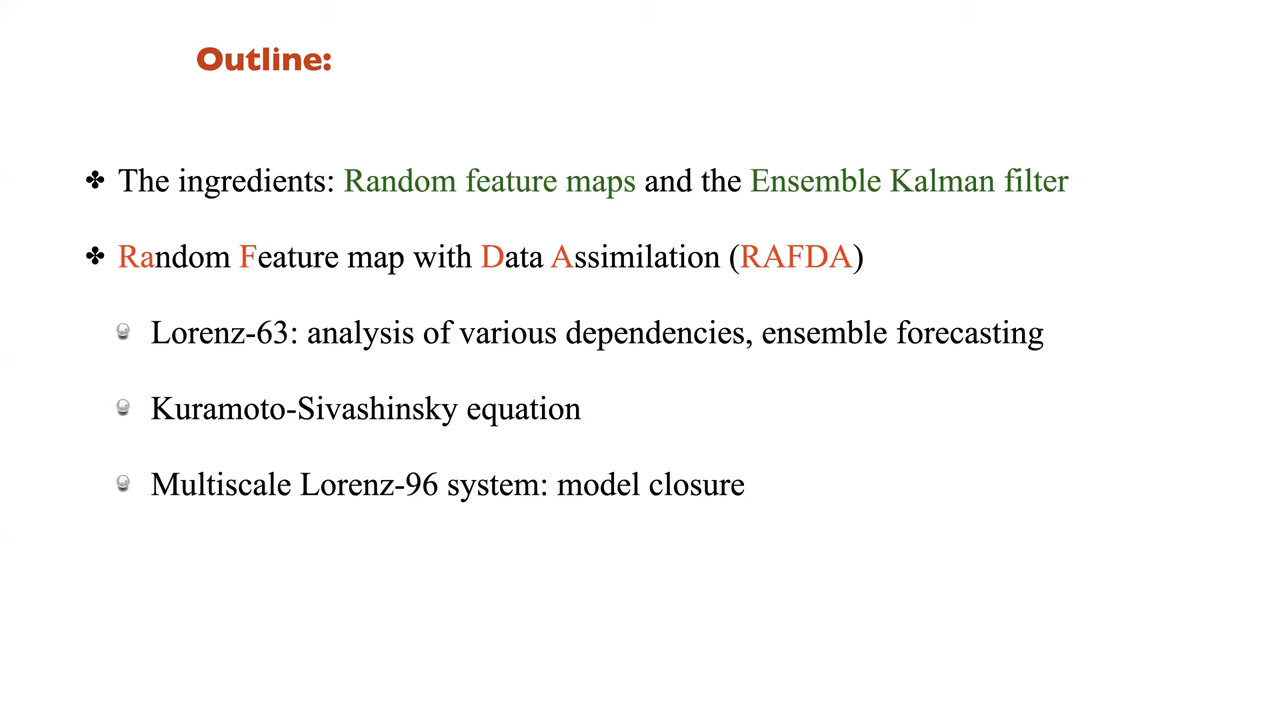 Outline:
The ingredients: Random feature maps and the Ensemble Kalman filter
Random Feature map with Data Assimilation (RAFDA)
Lorenz-63: analysis of various dependencies, ensemble forecasting
Kuramoto-Sivashinsky equation
Multiscale Lorenz-96 system: model closure